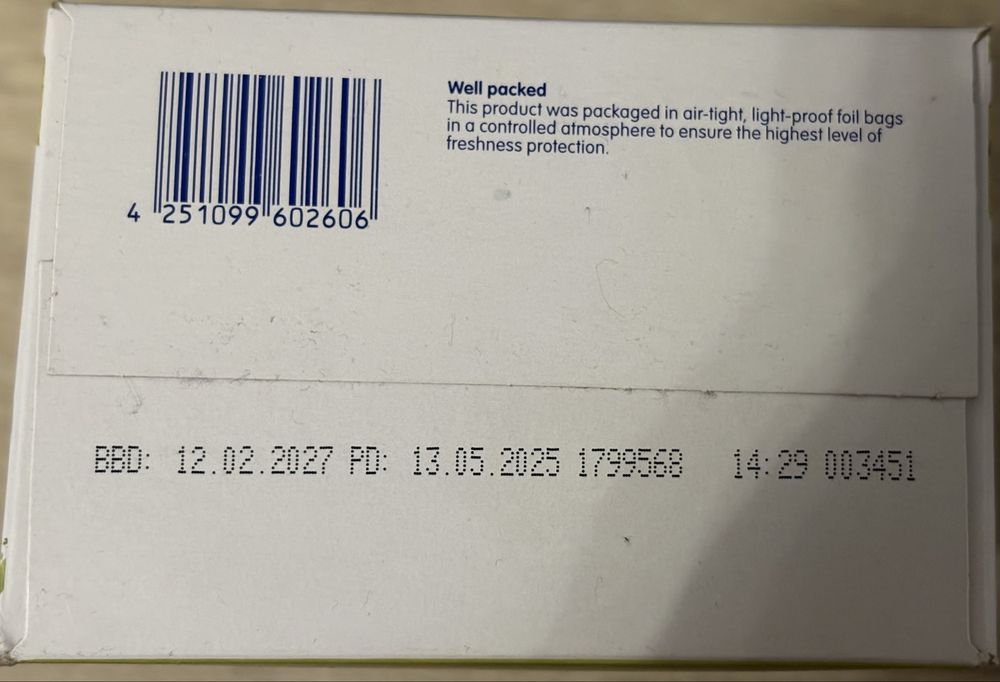 Well packed
This product was packaged in air-tight, light-proof foil bags
in a controlled atmosphere to ensure the highest level of
freshness protection.
4 251099 602606
BBD: 12.02.2027 PD: 13.05.2025 1799568 14:29 003451